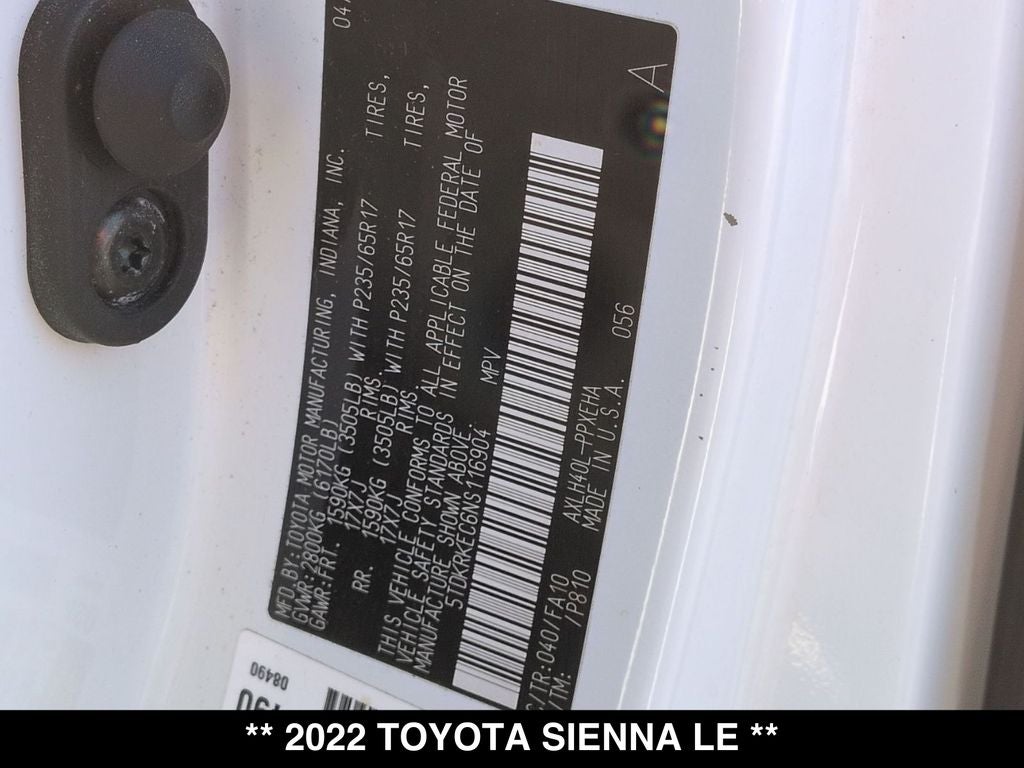 MFD BY: TOYOTA MOTOR MANUFACTURING, INDIANA, INC. 04
GVWR: 2800KG (6170LB)
GAWR: FRT. 1590KG (3505LB) WITH P235/65R17 TIRES,
17X7J RIMS
RR. 1590KG (3505LB) WITH P235/65R17 TIRES,
17X7J RIMS
THIS VEHICLE CONFORMS TO ALL APPLICABLE FEDERAL MOTOR
VEHICLE SAFETY STANDARDS IN EFFECT ON THE DATE OF
MANUFACTURE SHOWN ABOVE.
5TDKRKEC6NS116904 MPV
A
C/TR: 040/FA10 AXLH40L-PPXEHA 056
/TM: /P810 MADE IN U.S.A.
08490
** 2022 TOYOTA SIENNA LE **